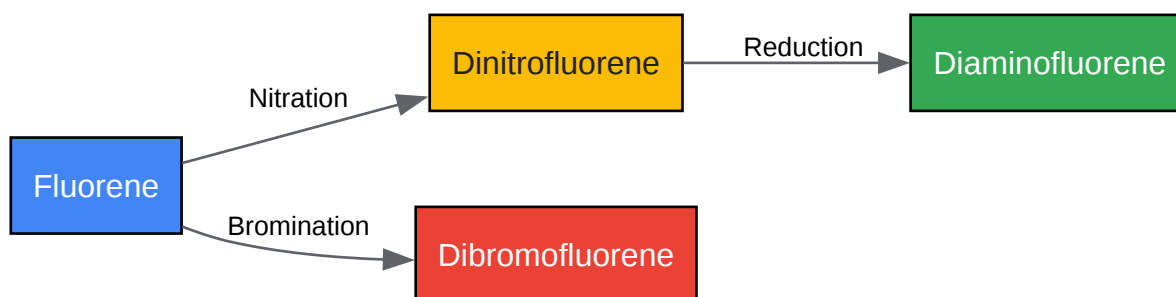 Dinitrofluorene
Reduction
Diaminofluorene
Nitration
Fluorene
Bromination
Dibromofluorene